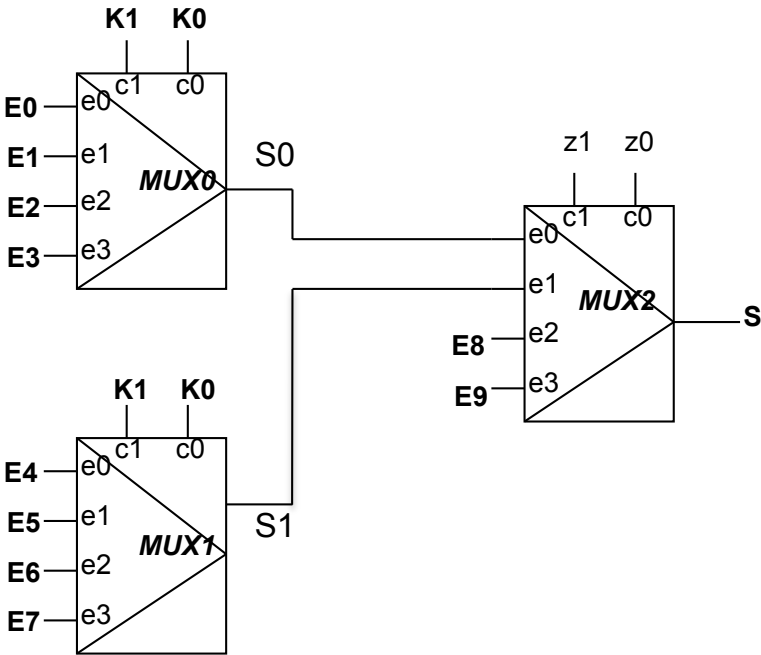 K1 K0
c1 c0
E0 e0
E1 e1
S0
MUX0
E2 e2
E3 e3
z1 z0
c1 c0
e0
e1
MUX2
S
E8 e2
E9 e3
K1 K0
c1 c0
E4 e0
E5 e1
S1
MUX1
E6 e2
E7 e3